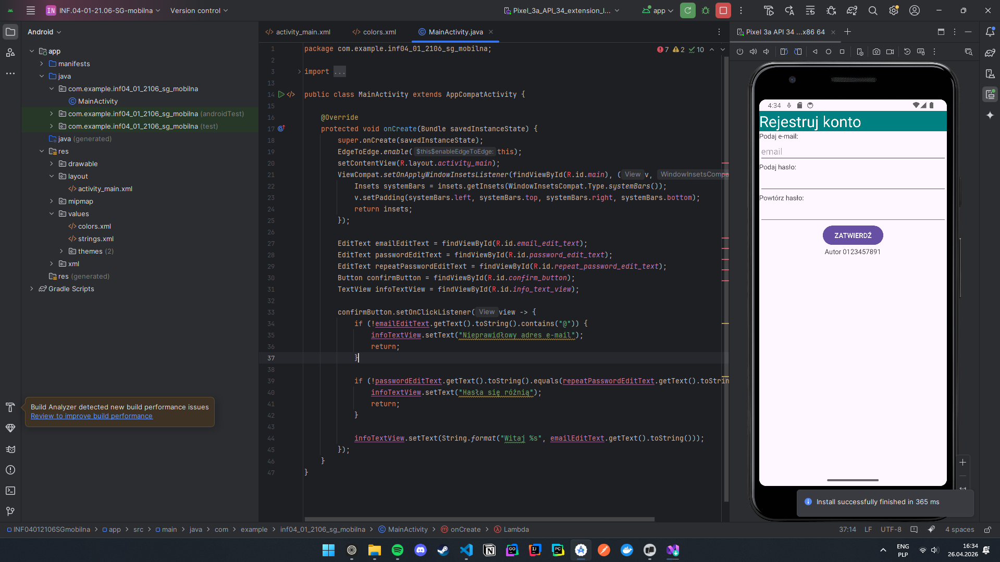 IN INF.04-01-21.06-SG-mobilna Version control Pixel_3a_API_34_extension_l... app
Android
app
manifests
java
com.example.inf04_01_2106_sg_mobilna
MainActivity
com.example.inf04_01_2106_sg_mobilna (androidTest)
com.example.inf04_01_2106_sg_mobilna (test)
java (generated)
res
drawable
layout
activity_main.xml
mipmap
values
colors.xml
strings.xml
themes (2)
xml
res (generated)
Gradle Scripts
Build Analyzer detected new build performance issues
Review to improve build performance
activity_main.xml colors.xml MainActivity.java
7 2 10
1 package com.example.inf04_01_2106_sg_mobilna;
2
3 import ...
13
14 public class MainActivity extends AppCompatActivity {
15
16 @Override
17 protected void onCreate(Bundle savedInstanceState) {
18 super.onCreate(savedInstanceState);
19 EdgeToEdge.enable( $this$enableEdgeToEdge: this);
20 setContentView(R.layout.activity_main);
21 ViewCompat.setOnApplyWindowInsetsListener(findViewById(R.id.main), ( View v, WindowInsetsCompa
22 Insets systemBars = insets.getInsets(WindowInsetsCompat.Type.systemBars());
23 v.setPadding(systemBars.left, systemBars.top, systemBars.right, systemBars.bottom);
24 return insets;
25 });
26
27 EditText emailEditText = findViewById(R.id.email_edit_text);
28 EditText passwordEditText = findViewById(R.id.password_edit_text);
29 EditText repeatPasswordEditText = findViewById(R.id.repeat_password_edit_text);
30 Button confirmButton = findViewById(R.id.confirm_button);
31 TextView infoTextView = findViewById(R.id.info_text_view);
32
33 confirmButton.setOnClickListener( View view -> {
34 if (!emailEditText.getText().toString().contains("@")) {
35 infoTextView.setText("Nieprawidłowy adres e-mail");
36 return;
37 }
38
39 if (!passwordEditText.getText().toString().equals(repeatPasswordEditText.getText().toStrin
40 infoTextView.setText("Hasła się różnią");
41 return;
42 }
43
44 infoTextView.setText(String.format("Witaj %s", emailEditText.getText().toString()));
45 });
46 }
47 }
Pixel 3a API 34 ...x86 64
4:34
Rejestruj konto
Podaj e-mail:
email
Podaj hasło:
Powtórz hasło:
ZATWIERDŹ
Autor 0123457891
1:1
Install successfully finished in 365 ms
INF04012106SGmobilna app src main java com example inf04_01_2106_sg_mobilna MainActivity onCreate Lambda
37:14 LF UTF-8 4 spaces
GO IJ PC
ENG
PLP
16:34
26.04.2026